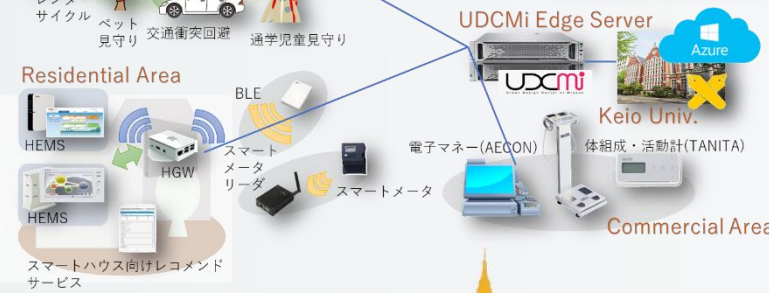 サイクル
ペット
見守り
交通衝突回避
通学児童見守り
UDCMi Edge Server
Azure
UDCmi
Keio Univ.
Residential Area
HEMS
HGW
HEMS
BLE
スマート
メータ
リーダ
スマートメータ
電子マネー(AECON)
体組成・活動計(TANITA)
Commercial Area
スマートハウス向けレコメンド
サービス